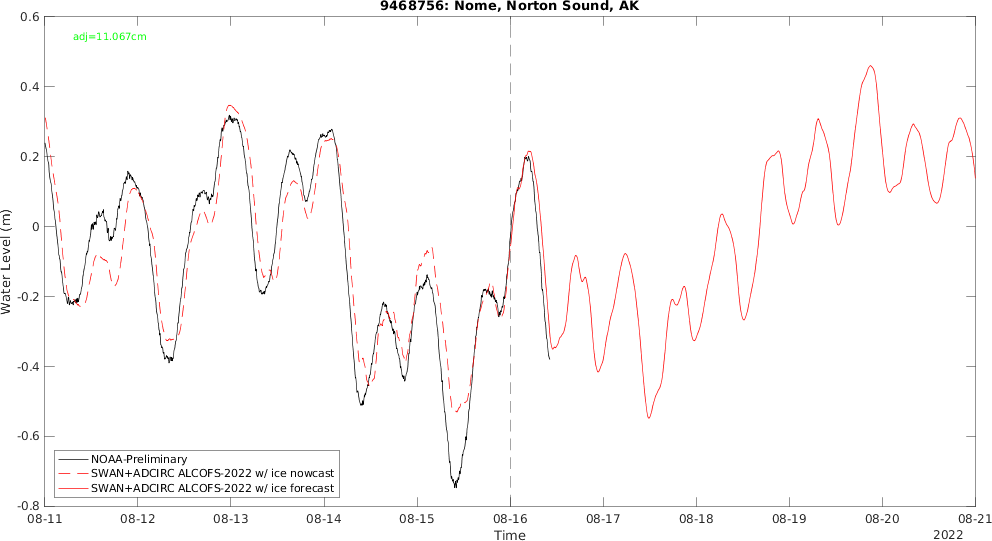 9468756: Nome, Norton Sound, AK
0.6
adj=11.067cm
0.4
0.2
0
-0.2
-0.4
-0.6
-0.8
Water Level (m)
NOAA-Preliminary
SWAN+ADCIRC ALCOFS-2022 w/ ice nowcast
SWAN+ADCIRC ALCOFS-2022 w/ ice forecast
08-11 08-12 08-13 08-14 08-15 08-16 08-17 08-18 08-19 08-20 08-21
Time
2022